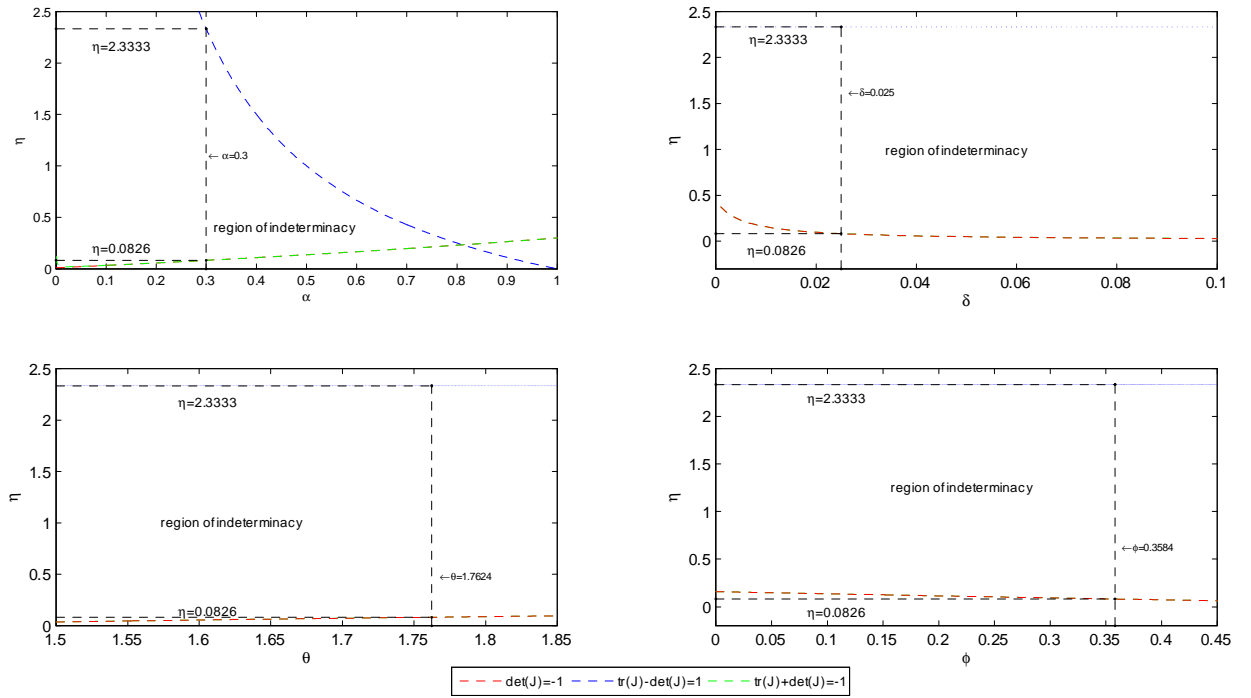 2.5
2
1.5
1
0.5
0
η
η=2.3333
←α=0.3
region of indeterminacy
η=0.0826
0 0.1 0.2 0.3 0.4 0.5 0.6 0.7 0.8 0.9 1
α
2.5
2
1.5
1
0.5
0
η
η=2.3333
←δ=0.025
region of indeterminacy
η=0.0826
0 0.02 0.04 0.06 0.08 0.1
δ
2.5
2
1.5
1
0.5
0
η
η=2.3333
region of indeterminacy
←θ=1.7624
η=0.0826
1.5 1.55 1.6 1.65 1.7 1.75 1.8 1.85
θ
2.5
2
1.5
1
0.5
0
η
η=2.3333
region of indeterminacy
←ϕ=0.3584
η=0.0826
0 0.05 0.1 0.15 0.2 0.25 0.3 0.35 0.4 0.45
ϕ
det(J)=-1 tr(J)-det(J)=1 tr(J)+det(J)=-1